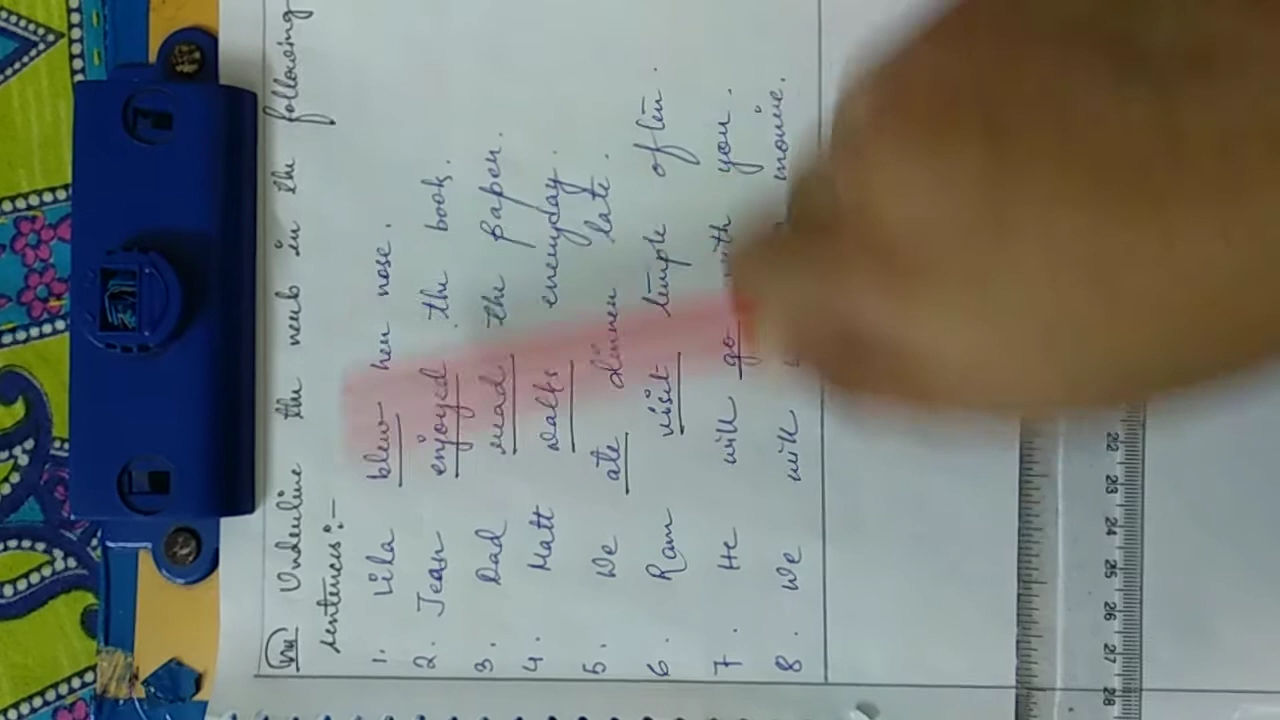 Underline the verb in the following
sentences:-
1. Lila blew her nose.
2. Jean enjoyed the book.
3. Dad read the paper.
4. Matt walks everyday.
5. We ate dinner late.
6. Ram visit temple often.
7. He will go with you.
8. We will movie.
22 23 24 25 26 27 28